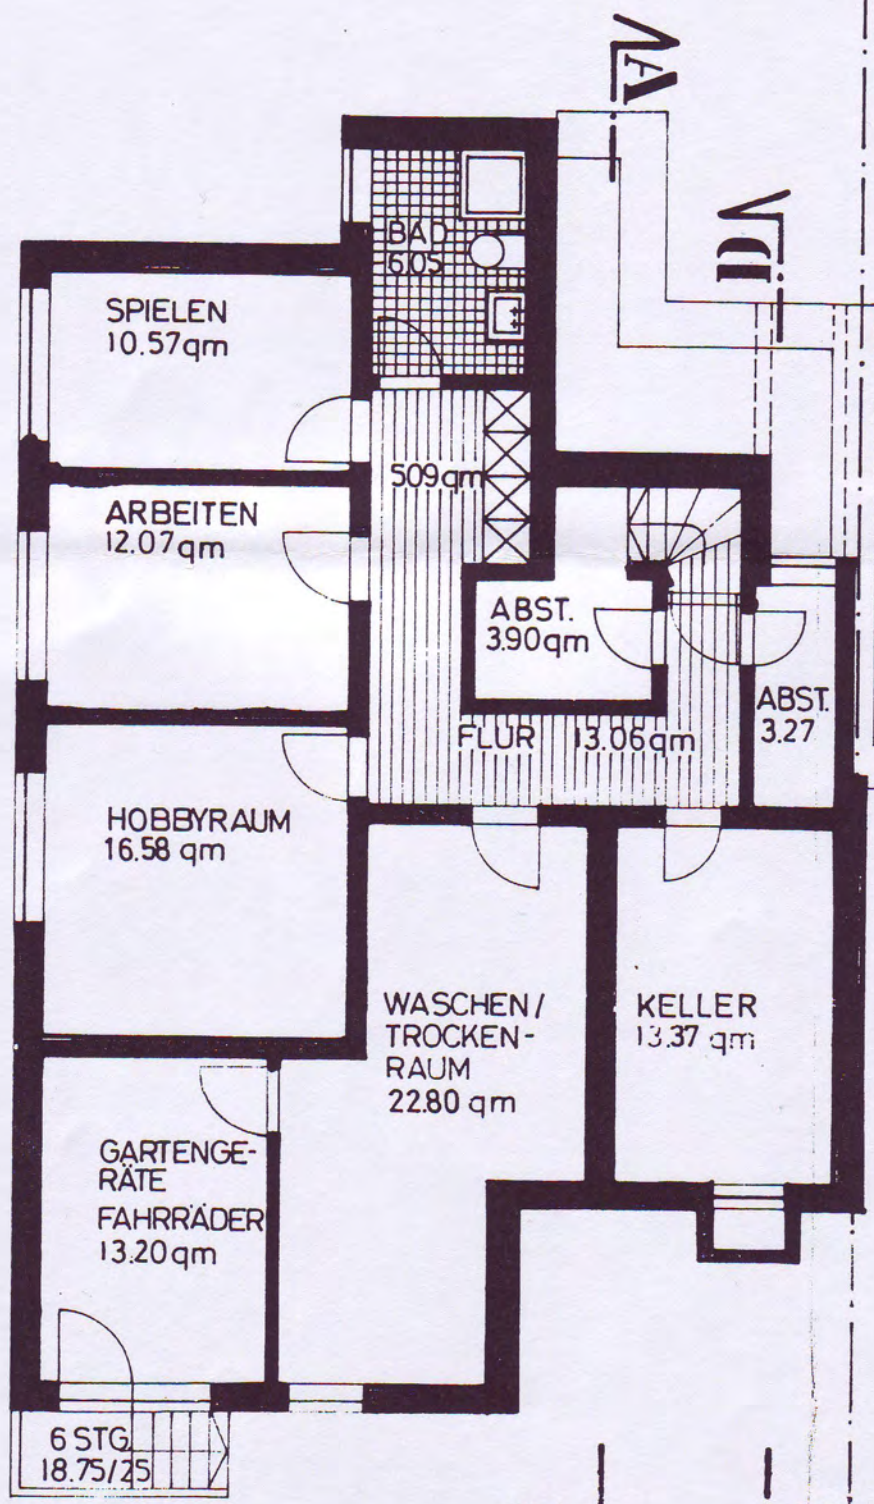 A
D
BAD
6.05
SPIELEN
10.57qm
5.09qm
ARBEITEN
12.07qm
ABST.
3.90qm
ABST.
3.27
FLUR 13.06qm
HOBBYRAUM
16.58 qm
WASCHEN/
TROCKEN-
RAUM
22.80 qm
KELLER
13.37 qm
GARTENGE-
RÄTE
FAHRRÄDER
13.20qm
6 STG
18.75/25